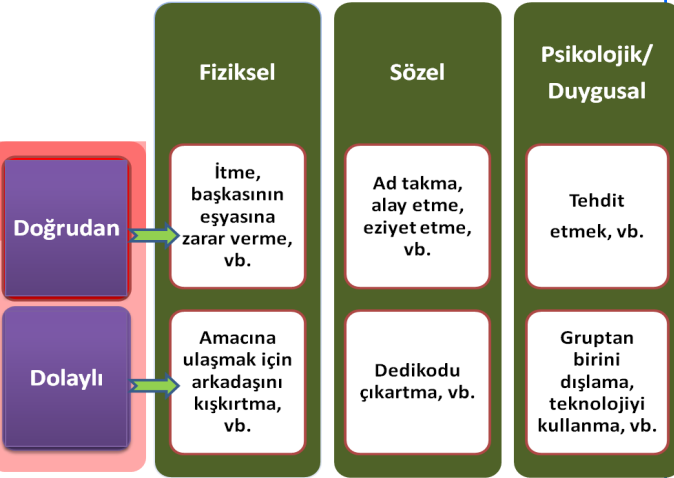 Fiziksel
Sözel
Psikolojik/
Duygusal
Doğrudan
İtme,
başkasının
eşyasına
zarar verme,
vb.
Ad takma,
alay etme,
eziyet etme,
vb.
Tehdit
etmek, vb.
Dolaylı
Amacına
ulaşmak için
arkadaşını
kışkırtma,
vb.
Dedikodu
çıkartma, vb.
Gruptan
birini
dışlama,
teknolojiyi
kullanma, vb.